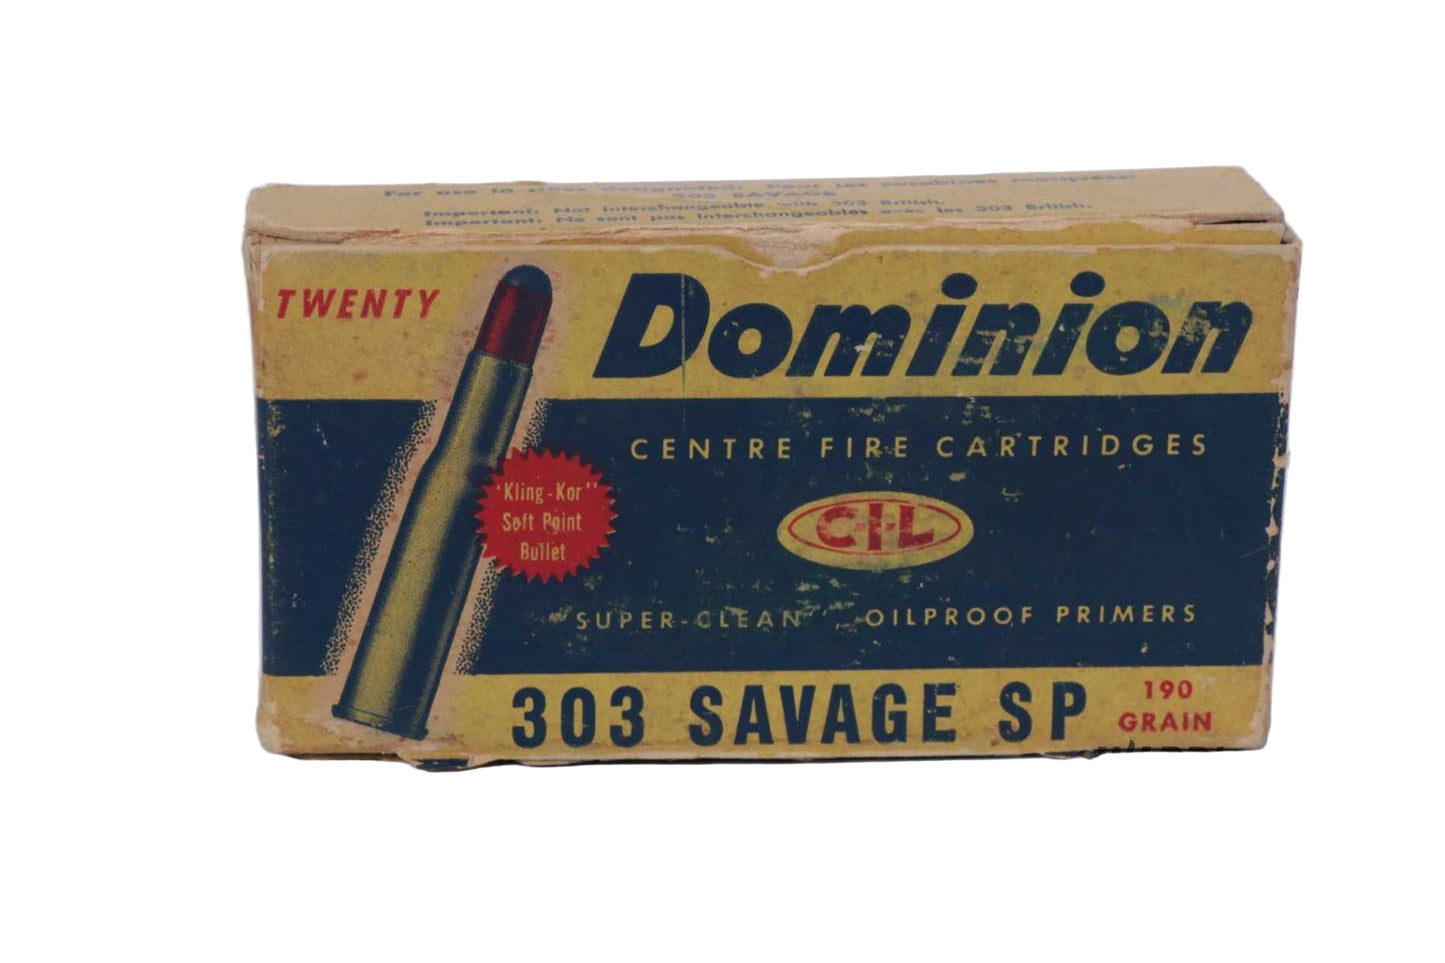 For use in rifles designated: Pour les carabines marquées:
303 SAVAGE
Important: Not interchangeable with 303 British.
Important: Ne sont pas interchangeables avec les 303 British.
TWENTY
Dominion
CENTRE FIRE CARTRIDGES
"Kling-Kor"
Soft Point
Bullet
C-I-L
"SUPER-CLEAN" OILPROOF PRIMERS
303 SAVAGE SP
190
GRAIN